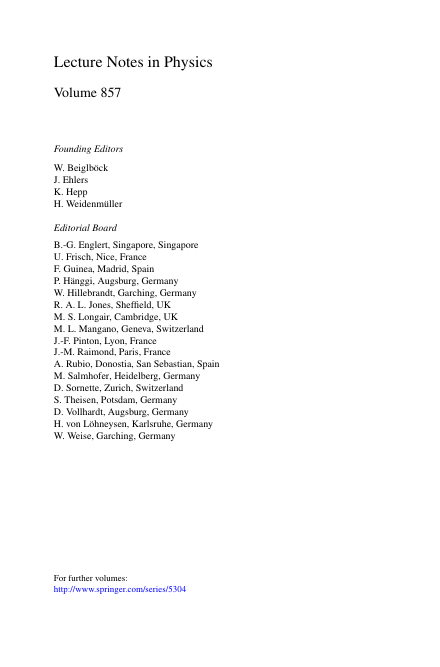 Lecture Notes in Physics
Volume 857
Founding Editors
W. Beiglböck
J. Ehlers
K. Hepp
H. Weidenmüller
Editorial Board
B.-G. Englert, Singapore, Singapore
U. Frisch, Nice, France
F. Guinea, Madrid, Spain
P. Hänggi, Augsburg, Germany
W. Hillebrandt, Garching, Germany
R. A. L. Jones, Sheffield, UK
M. S. Longair, Cambridge, UK
M. L. Mangano, Geneva, Switzerland
J.-F. Pinton, Lyon, France
J.-M. Raimond, Paris, France
A. Rubio, Donostia, San Sebastian, Spain
M. Salmhofer, Heidelberg, Germany
D. Sornette, Zurich, Switzerland
S. Theisen, Potsdam, Germany
D. Vollhardt, Augsburg, Germany
H. von Löhneysen, Karlsruhe, Germany
W. Weise, Garching, Germany
For further volumes:
http://www.springer.com/series/5304